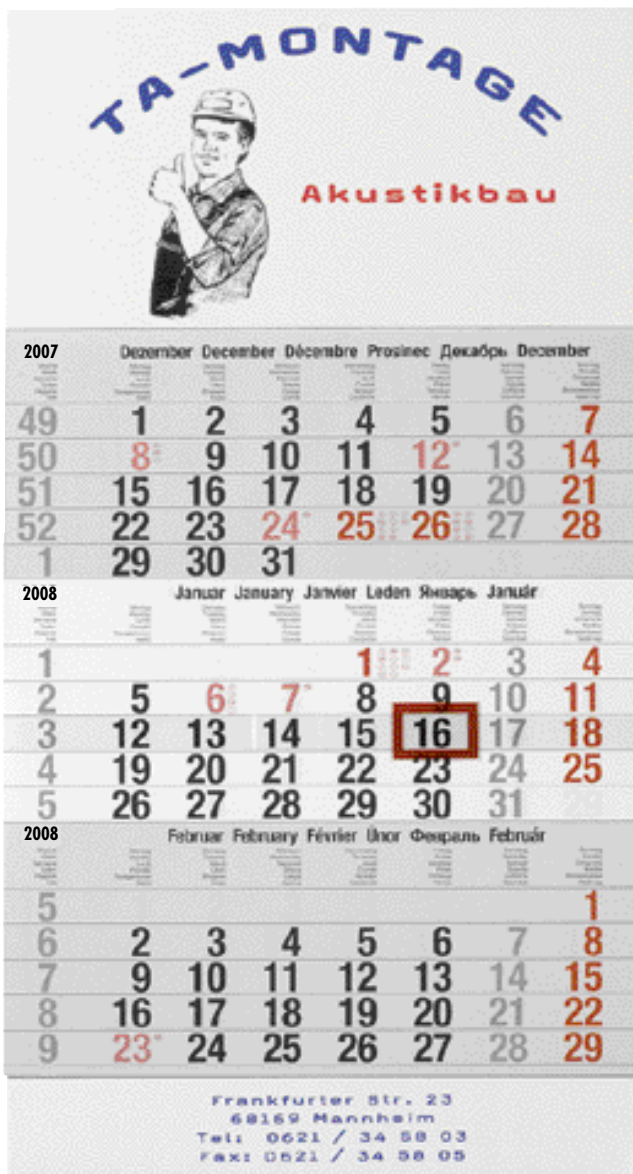 TA-MONTAGE
Akustikbau
2007 Dezember December Décembre Prosinec Декабрь December
49 1 2 3 4 5 6 7
50 8 9 10 11 12 13 14
51 15 16 17 18 19 20 21
52 22 23 24 25 26 27 28
1 29 30 31
2008 Januar January Janvier Leden Январь Január
1 1 2 3 4
2 5 6 7 8 9 10 11
3 12 13 14 15 16 17 18
4 19 20 21 22 23 24 25
5 26 27 28 29 30 31
2008 Februar February Février Únor Февраль Február
5 1
6 2 3 4 5 6 7 8
7 9 10 11 12 13 14 15
8 16 17 18 19 20 21 22
9 23 24 25 26 27 28 29
Frankfurter Str. 23
68169 Mannheim
Tel: 0621 / 34 58 03
Fax: 0621 / 34 58 05